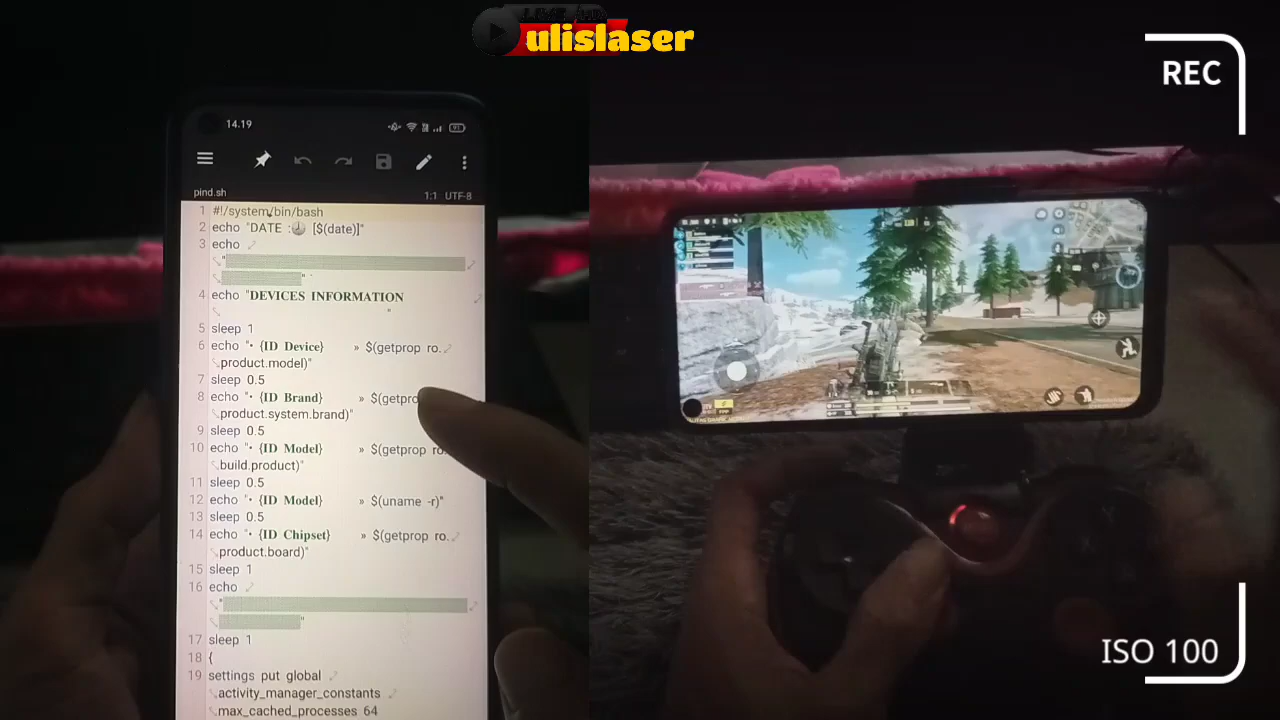 ulislaser
REC
14.19
pind.sh
1:1 UTF-8
1 #!/system/bin/bash
2 echo "DATE :🕘 [$(date)]"
3 echo
4 echo "DEVICES INFORMATION
"
5 sleep 1
6 echo "• {ID Device} » $(getprop ro.
product.model)"
7 sleep 0.5
8 echo "• {ID Brand} » $(getpro
product.system.brand)"
9 sleep 0.5
10 echo "• {ID Model} » $(getprop ro.
build.product)"
11 sleep 0.5
12 echo "• {ID Model} » $(uname -r)"
13 sleep 0.5
14 echo "• {ID Chipset} » $(getprop ro.
product.board)"
15 sleep 1
16 echo
17 sleep 1
18 {
19 settings put global
activity_manager_constants
max_cached_processes 64
ISO 100